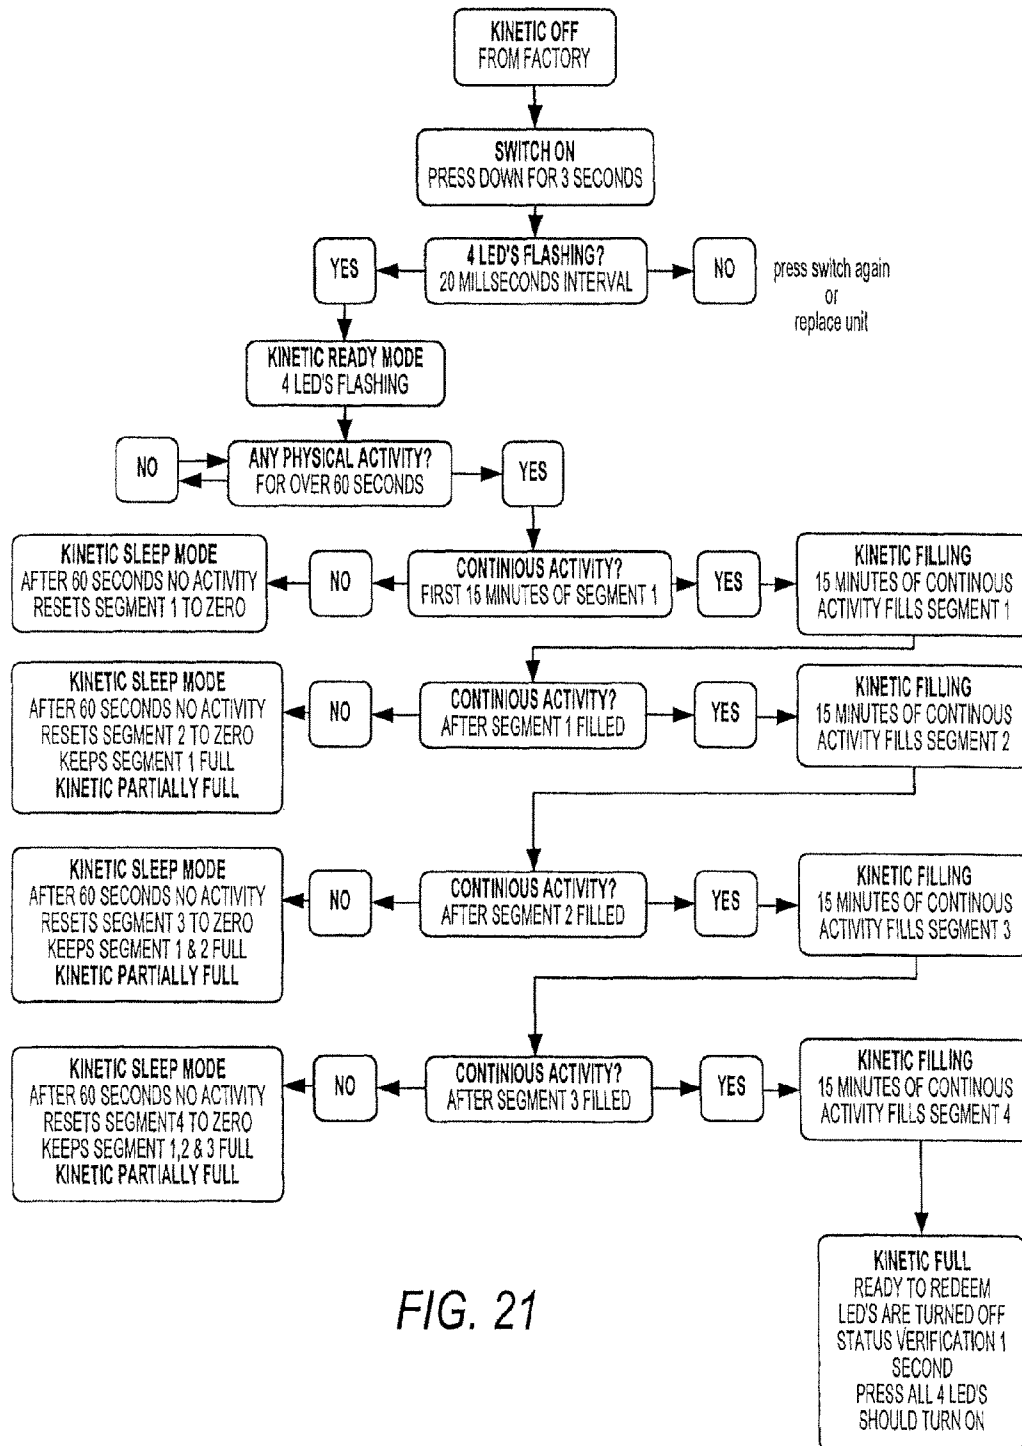 KINETIC OFF
FROM FACTORY
SWITCH ON
PRESS DOWN FOR 3 SECONDS
YES
4 LED'S FLASHING?
20 MILLSECONDS INTERVAL
NO
press switch again
or
replace unit
KINETIC READY MODE
4 LED'S FLASHING
NO
ANY PHYSICAL ACTIVITY?
FOR OVER 60 SECONDS
YES
KINETIC SLEEP MODE
AFTER 60 SECONDS NO ACTIVITY
RESETS SEGMENT 1 TO ZERO
NO
CONTINIOUS ACTIVITY?
FIRST 15 MINUTES OF SEGMENT 1
YES
KINETIC FILLING
15 MINUTES OF CONTINOUS
ACTIVITY FILLS SEGMENT 1
KINETIC SLEEP MODE
AFTER 60 SECONDS NO ACTIVITY
RESETS SEGMENT 2 TO ZERO
KEEPS SEGMENT 1 FULL
KINETIC PARTIALLY FULL
NO
CONTINIOUS ACTIVITY?
AFTER SEGMENT 1 FILLED
YES
KINETIC FILLING
15 MINUTES OF CONTINOUS
ACTIVITY FILLS SEGMENT 2
KINETIC SLEEP MODE
AFTER 60 SECONDS NO ACTIVITY
RESETS SEGMENT 3 TO ZERO
KEEPS SEGMENT 1 & 2 FULL
KINETIC PARTIALLY FULL
NO
CONTINIOUS ACTIVITY?
AFTER SEGMENT 2 FILLED
YES
KINETIC FILLING
15 MINUTES OF CONTINOUS
ACTIVITY FILLS SEGMENT 3
KINETIC SLEEP MODE
AFTER 60 SECONDS NO ACTIVITY
RESETS SEGMENT4 TO ZERO
KEEPS SEGMENT 1,2 & 3 FULL
KINETIC PARTIALLY FULL
NO
CONTINIOUS ACTIVITY?
AFTER SEGMENT 3 FILLED
YES
KINETIC FILLING
15 MINUTES OF CONTINOUS
ACTIVITY FILLS SEGMENT 4
KINETIC FULL
READY TO REDEEM
LED'S ARE TURNED OFF
STATUS VERIFICATION 1
SECOND
PRESS ALL 4 LED'S
SHOULD TURN ON
FIG. 21